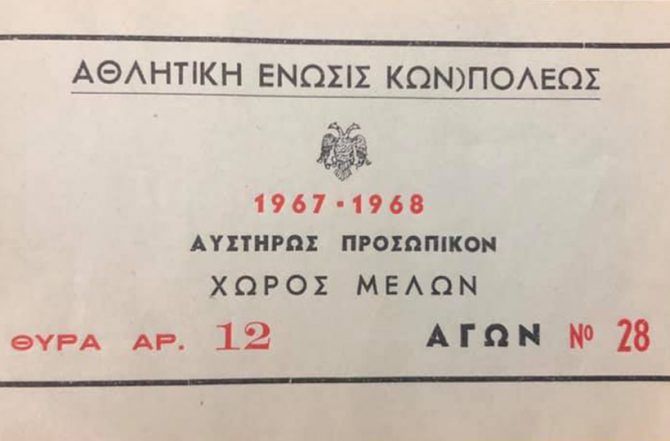 ΑΘΛΗΤΙΚΗ ΕΝΩΣΙΣ ΚΩΝ)ΠΟΛΕΩΣ
1967 - 1968
ΑΥΣΤΗΡΩΣ ΠΡΟΣΩΠΙΚΟΝ
ΧΩΡΟΣ ΜΕΛΩΝ
ΘΥΡΑ ΑΡ. 12 ΑΓΩΝ Nº 28